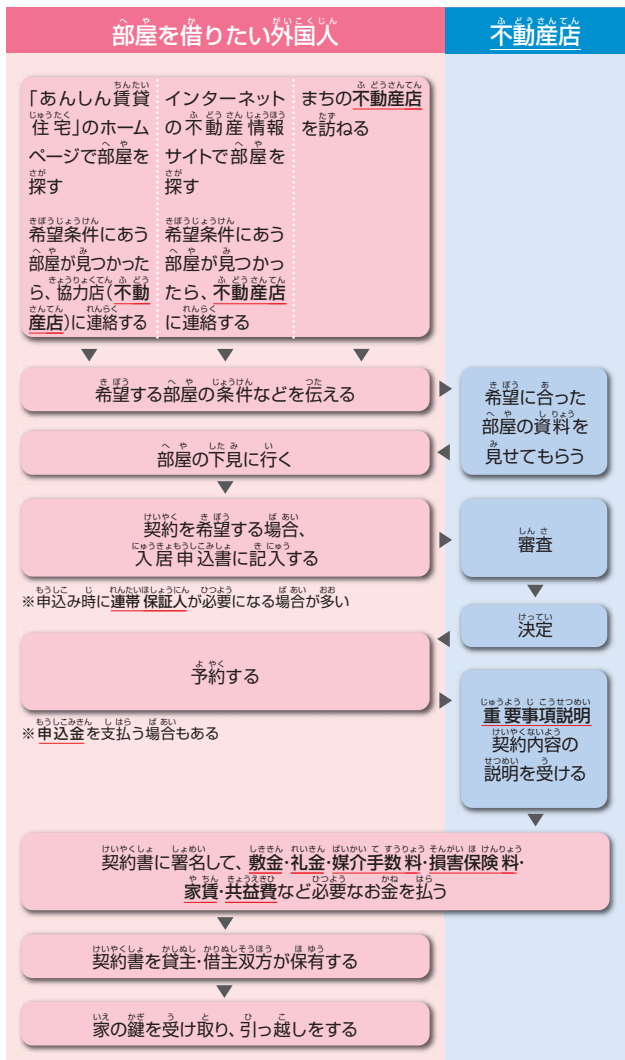 部屋を借りたい外国人
不動産店
「あんしん賃貸
住宅」のホーム
ページで部屋を
探す
希望条件にあう
部屋が見つかった
ら、協力店(不動
産店)に連絡する
インターネット
の不動産情報
サイトで部屋を
探す
希望条件にあう
部屋が見つかっ
たら、不動産店
に連絡する
まちの不動産店
を訪ねる
希望する部屋の条件などを伝える
希望に合った
部屋の資料を
見せてもらう
部屋の下見に行く
契約を希望する場合、
入居申込書に記入する
審査
※申込み時に連帯保証人が必要になる場合が多い
決定
予約する
※申込金を支払う場合もある
重要事項説明
契約内容の
説明を受ける
契約書に署名して、敷金・礼金・媒介手数料・損害保険料・
家賃・共益費など必要なお金を払う
契約書を貸主・借主双方が保有する
家の鍵を受け取り、引っ越しをする